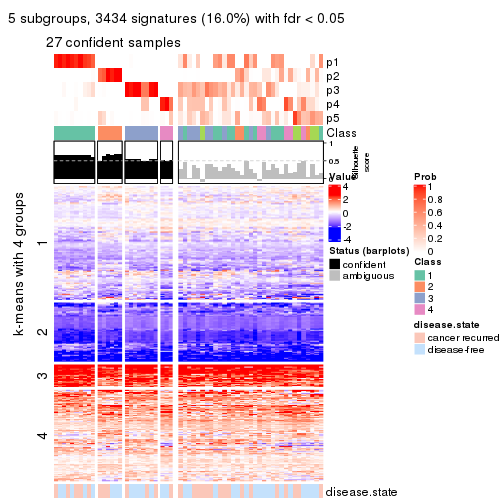 5 subgroups, 3434 signatures (16.0%) with fdr < 0.05
27 confident samples
p1
p2
p3
p4
p5
Class
1
0.5
0
Silhouette
score
k-means with 4 groups
1
2
3
4
disease.state
Value
4
2
0
-2
-4
Status (barplots)
confident
ambiguous
Prob
1
0.8
0.6
0.4
0.2
0
Class
1
2
3
4
disease.state
cancer recurred
disease-free